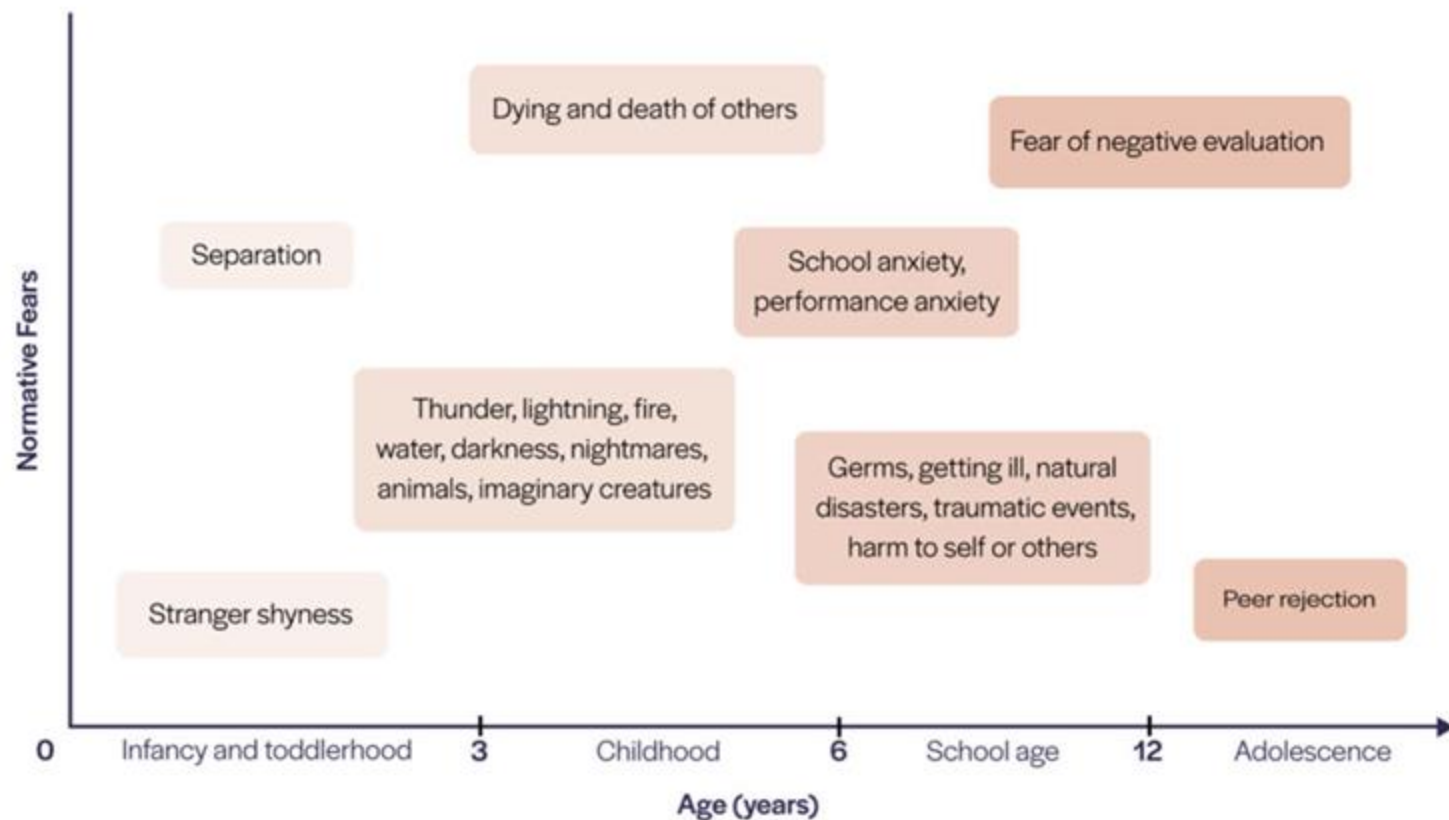 Normative Fears
Dying and death of others
Fear of negative evaluation
Separation
School anxiety,
performance anxiety
Thunder, lightning, fire,
water, darkness, nightmares,
animals, imaginary creatures
Germs, getting ill, natural
disasters, traumatic events,
harm to self or others
Stranger shyness
Peer rejection
0 Infancy and toddlerhood 3 Childhood 6 School age 12 Adolescence
Age (years)